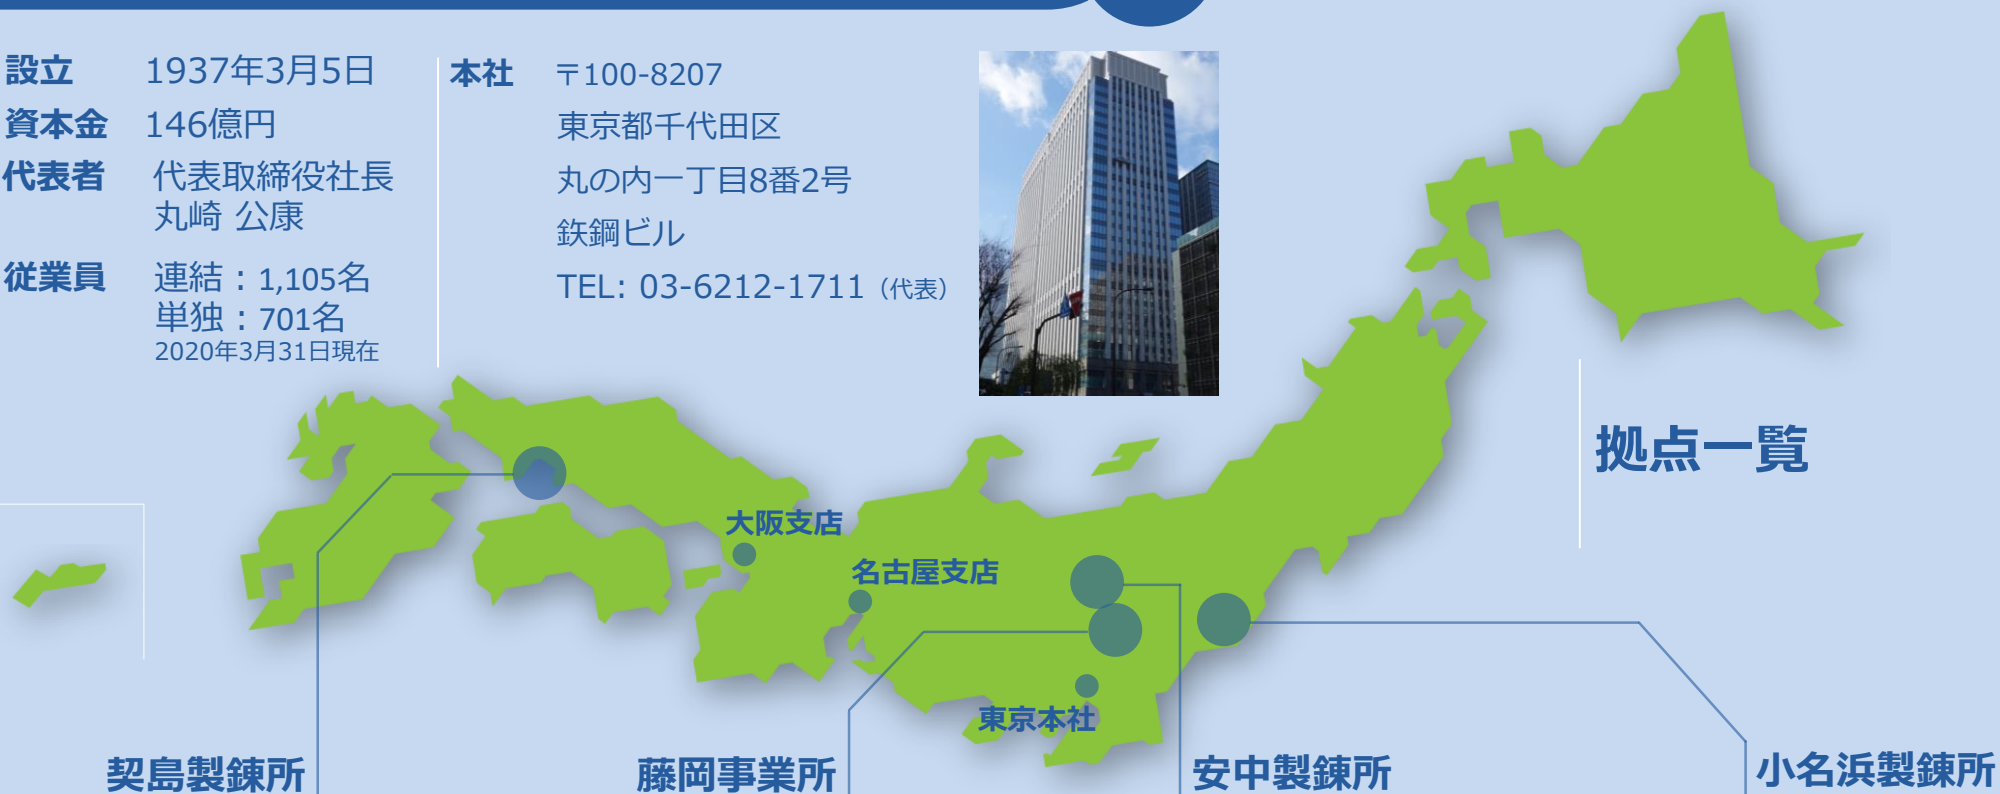 設立 1937年3月5日
資本金 146億円
代表者 代表取締役社長
丸崎 公康
従業員 連結：1,105名
単独：701名
2020年3月31日現在
本社 〒100-8207
東京都千代田区
丸の内一丁目8番2号
鉃鋼ビル
TEL: 03-6212-1711（代表）
拠点一覧
大阪支店
名古屋支店
東京本社
契島製錬所
藤岡事業所
安中製錬所
小名浜製錬所